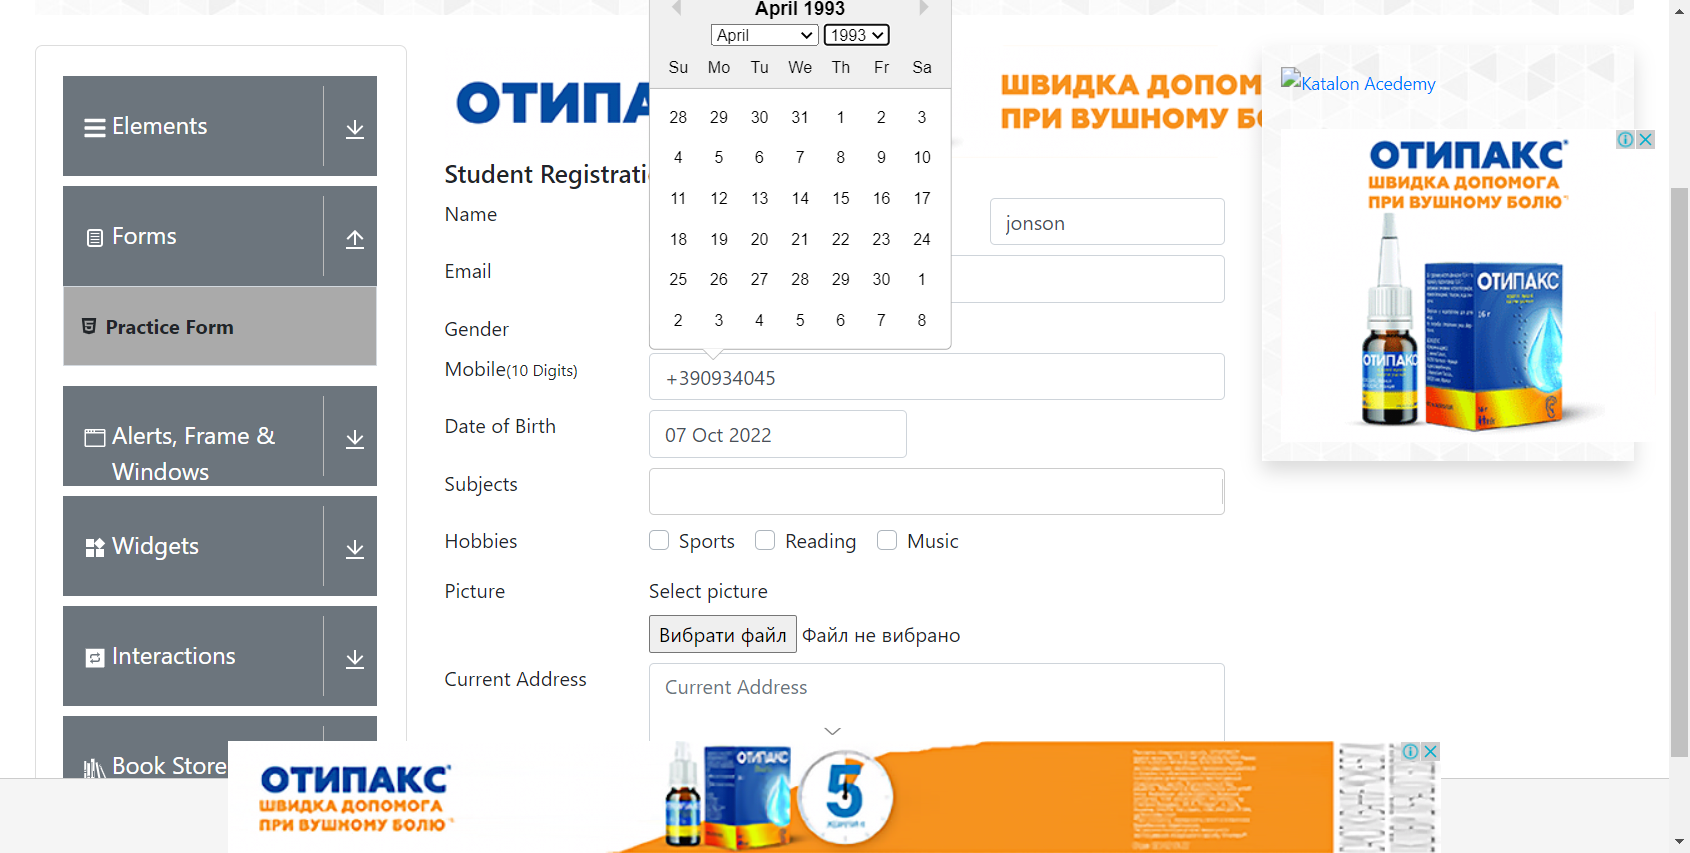 April 1993
April 1993
Su Mo Tu We Th Fr Sa
28 29 30 31 1 2 3
4 5 6 7 8 9 10
11 12 13 14 15 16 17
18 19 20 21 22 23 24
25 26 27 28 29 30 1
2 3 4 5 6 7 8
Elements
Forms
Practice Form
Alerts, Frame &
Windows
Widgets
Interactions
Book Store
ОТИПА
ШВИДКА ДОПОМ
ПРИ ВУШНОМУ Б
Student Registrati
Name
jonson
Email
Gender
Mobile(10 Digits)
+390934045
Date of Birth
07 Oct 2022
Subjects
Hobbies
Sports Reading Music
Picture
Select picture
Вибрати файл Файл не вибрано
Current Address
Current Address
Katalon Acedemy
ОТИПАКС
ШВИДКА ДОПОМОГА
ПРИ ВУШНОМУ БОЛЮ
ОТИПАКС
16 г
ОТИПАКС
ОТИПАКС
ШВИДКА ДОПОМОГА
ПРИ ВУШНОМУ БОЛЮ
ОТИПАКС
5